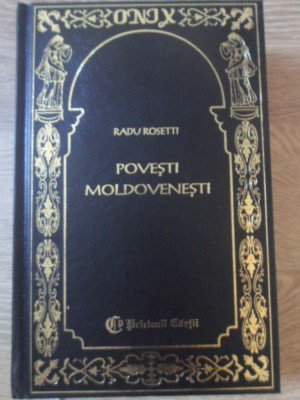 RADU ROSETTI
POVEȘTI
MOLDOVENEȘTI
Prietenii Cărții